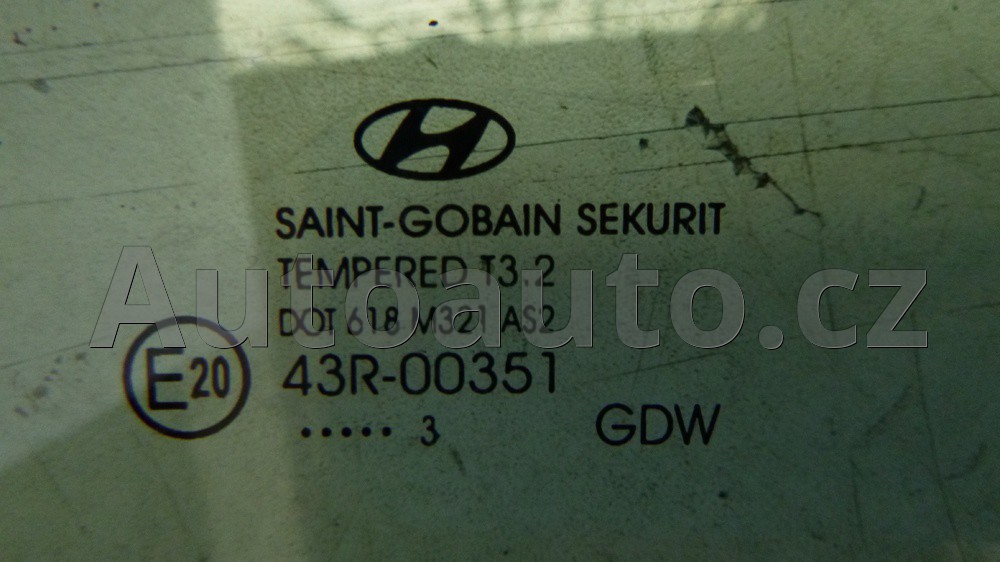 SAINT-GOBAIN SEKURIT
TEMPERED T3.2
Autoauto.cz
DOT 618 M321 AS2
E20
43R-00351
••••• 3
GDW